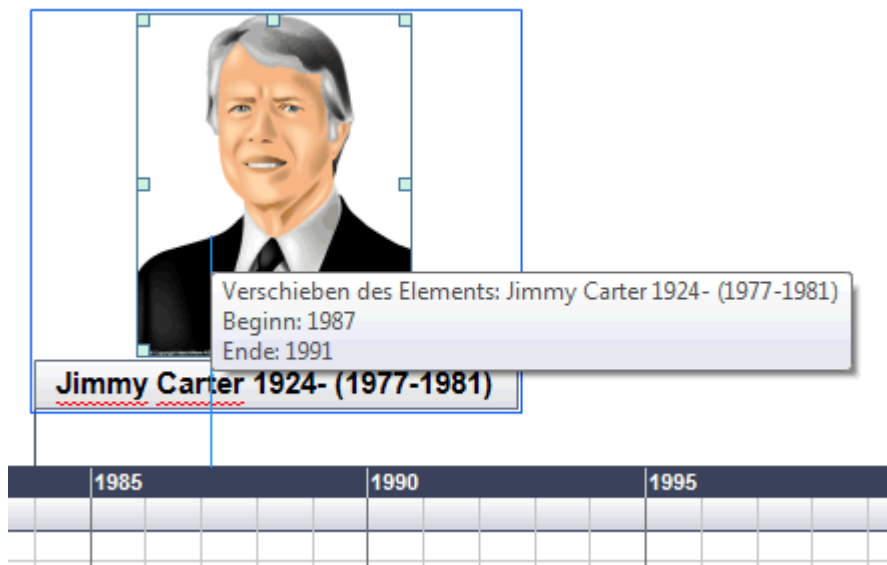 Verschieben des Elements: Jimmy Carter 1924- (1977-1981)
Beginn: 1987
Ende: 1991
Jimmy Carter 1924- (1977-1981)
1985 1990 1995